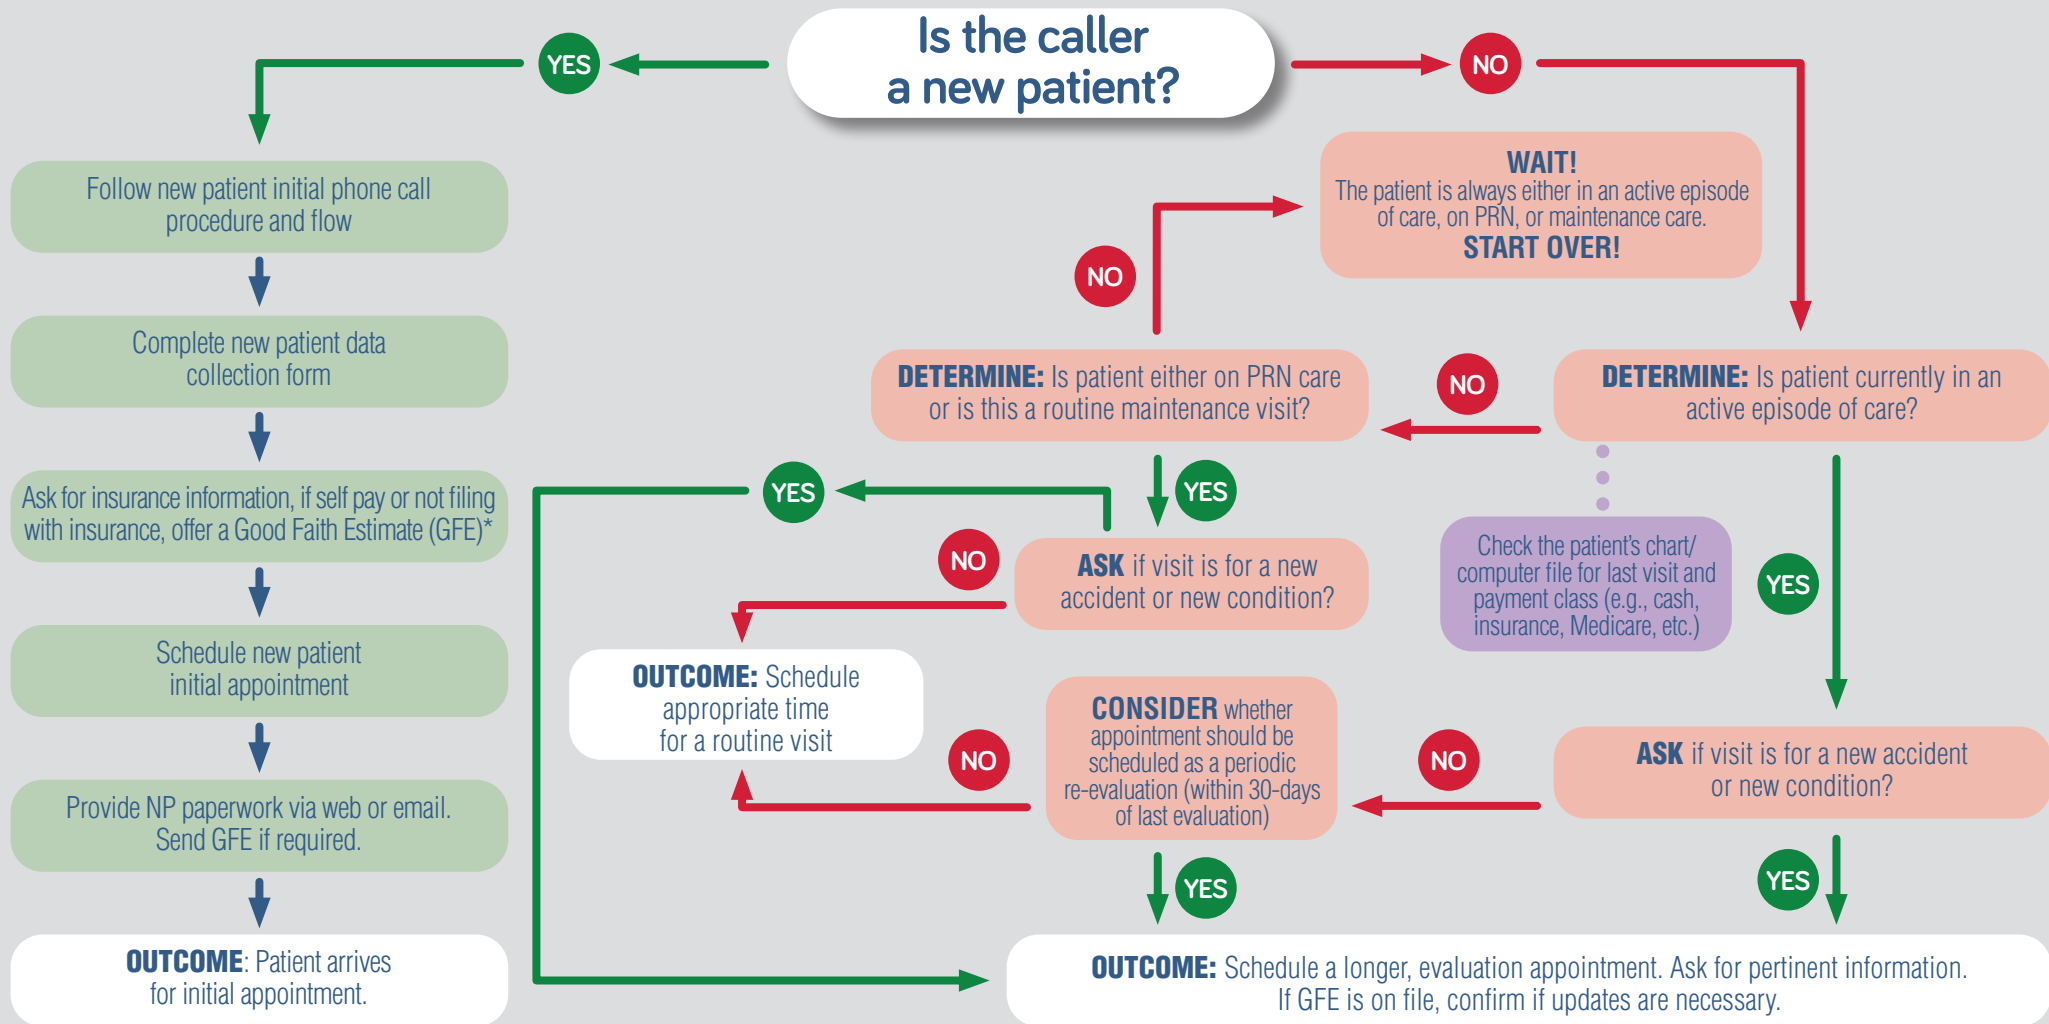 Is the caller
a new patient?
YES
NO
Follow new patient initial phone call
procedure and flow
Complete new patient data
collection form
Ask for insurance information, if self pay or not filing
with insurance, offer a Good Faith Estimate (GFE)*
Schedule new patient
initial appointment
Provide NP paperwork via web or email.
Send GFE if required.
OUTCOME: Patient arrives
for initial appointment.
WAIT!
The patient is always either in an active episode
of care, on PRN, or maintenance care.
START OVER!
NO
DETERMINE: Is patient either on PRN care
or is this a routine maintenance visit?
NO
DETERMINE: Is patient currently in an
active episode of care?
YES
YES
NO
ASK if visit is for a new
accident or new condition?
Check the patient's chart/
computer file for last visit and
payment class (e.g., cash,
insurance, Medicare, etc.)
YES
OUTCOME: Schedule
appropriate time
for a routine visit
NO
CONSIDER whether
appointment should be
scheduled as a periodic
re-evaluation (within 30-days
of last evaluation)
NO
ASK if visit is for a new accident
or new condition?
YES
YES
OUTCOME: Schedule a longer, evaluation appointment. Ask for pertinent information.
If GFE is on file, confirm if updates are necessary.